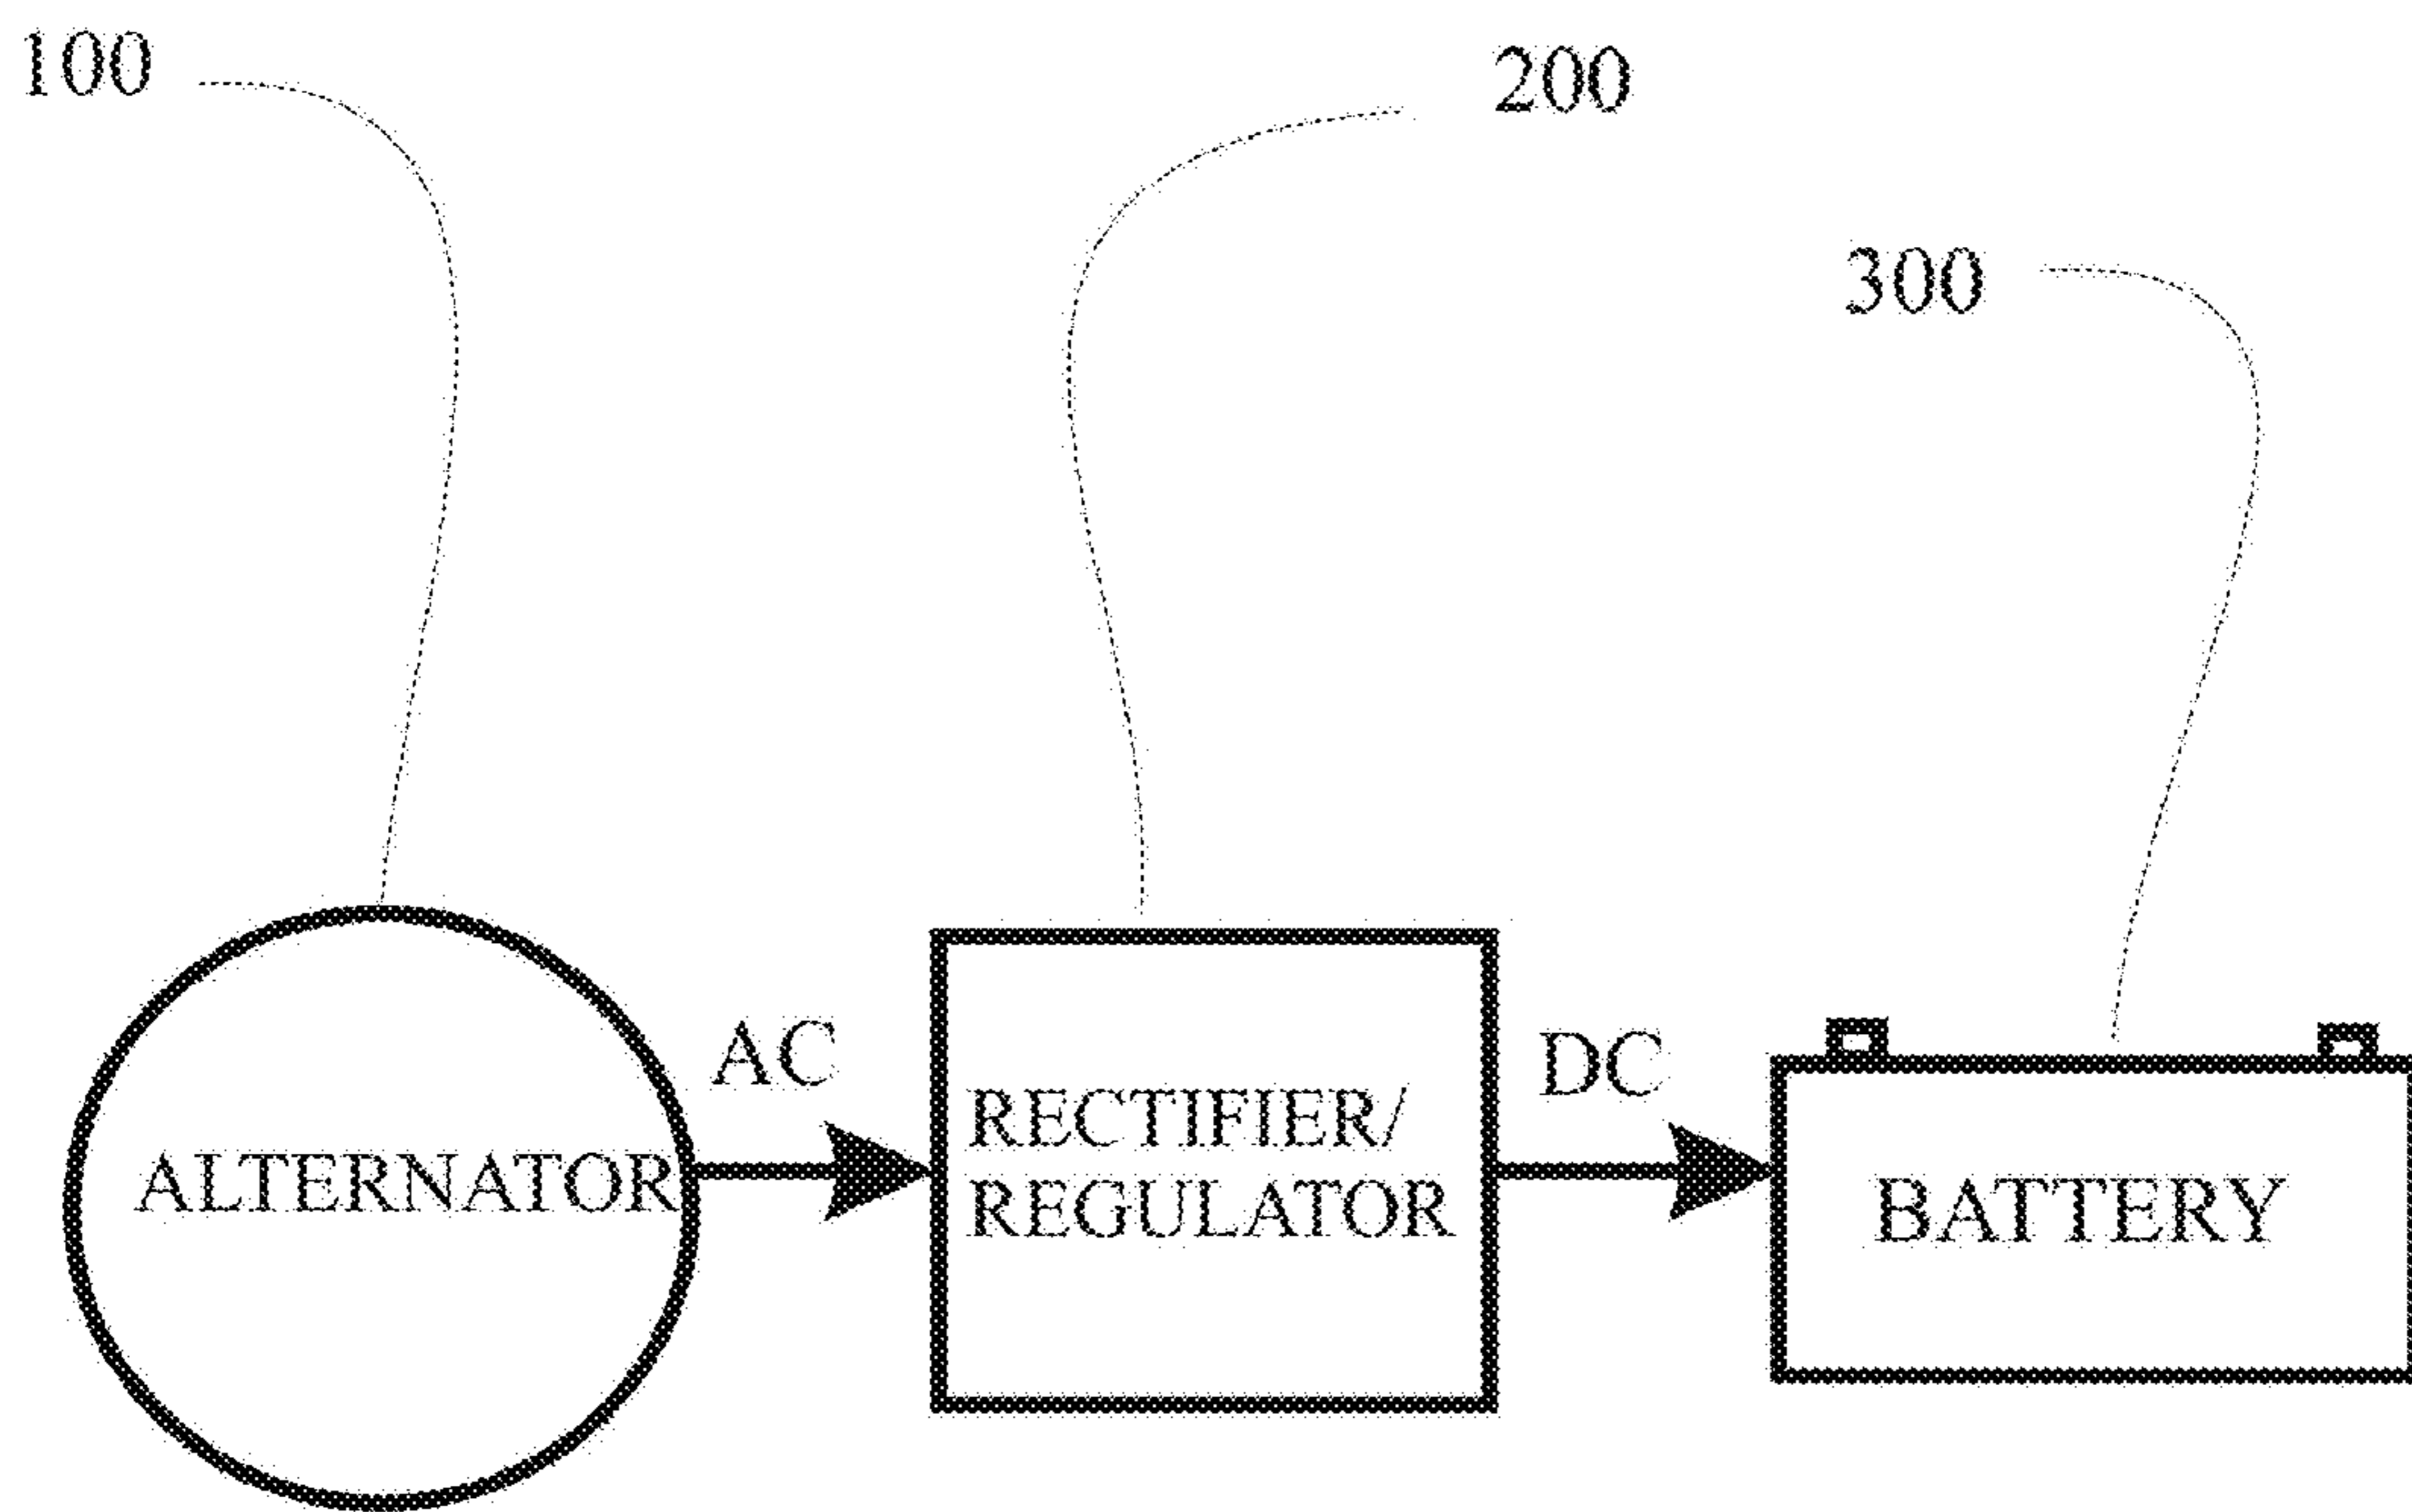 100
200
300
AC
DC
ALTERNATOR
RECTIFIER/
REGULATOR
BATTERY